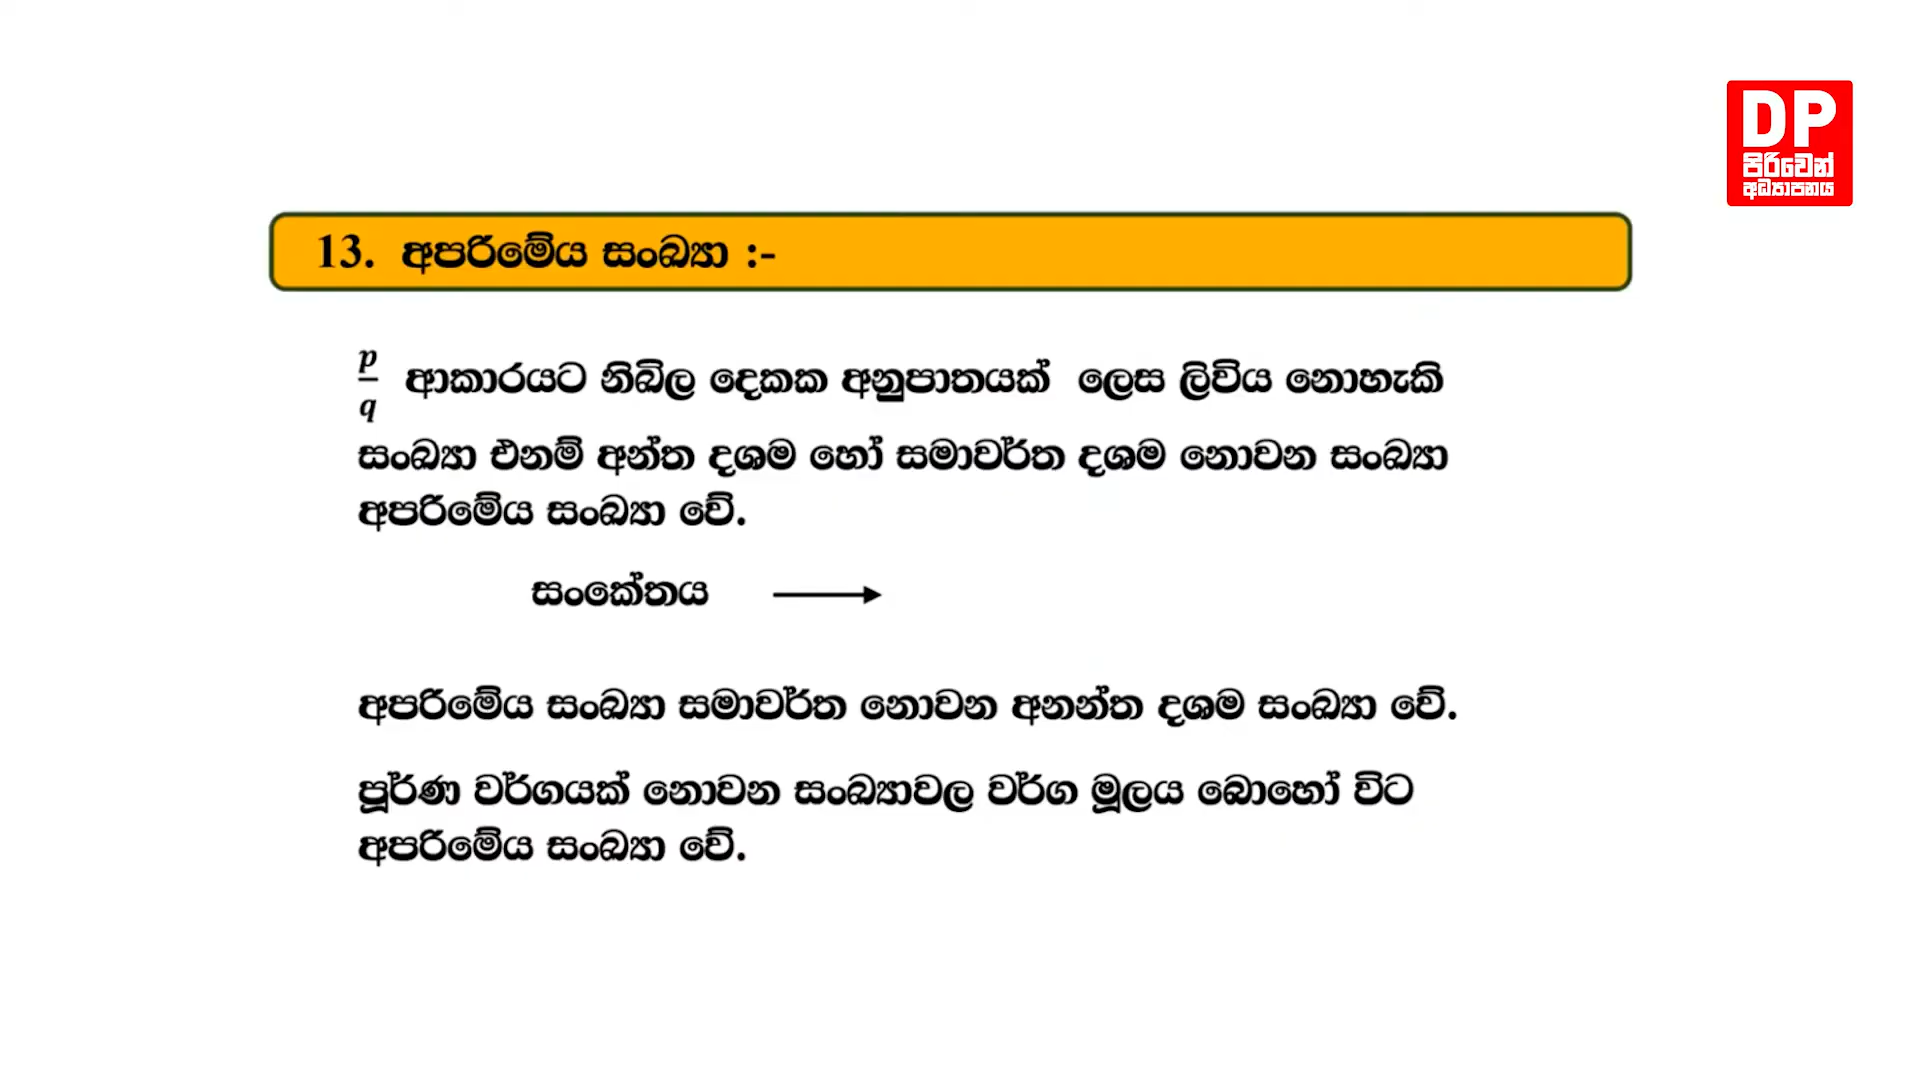 DP
පිරිවෙන්
අධ්‍යාපනය
13. අපරිමේය සංඛ්‍යා :-
p/q ආකාරයට නිඛිල දෙකක අනුපාතයක් ලෙස ලිවිය නොහැකි
සංඛ්‍යා එනම් අන්ත දශම හෝ සමාවර්ත දශම නොවන සංඛ්‍යා
අපරිමේය සංඛ්‍යා වේ.
සංකේතය →
අපරිමේය සංඛ්‍යා සමාවර්ත නොවන අනන්ත දශම සංඛ්‍යා වේ.
පූර්ණ වර්ගයක් නොවන සංඛ්‍යාවල වර්ග මූලය බොහෝ විට
අපරිමේය සංඛ්‍යා වේ.